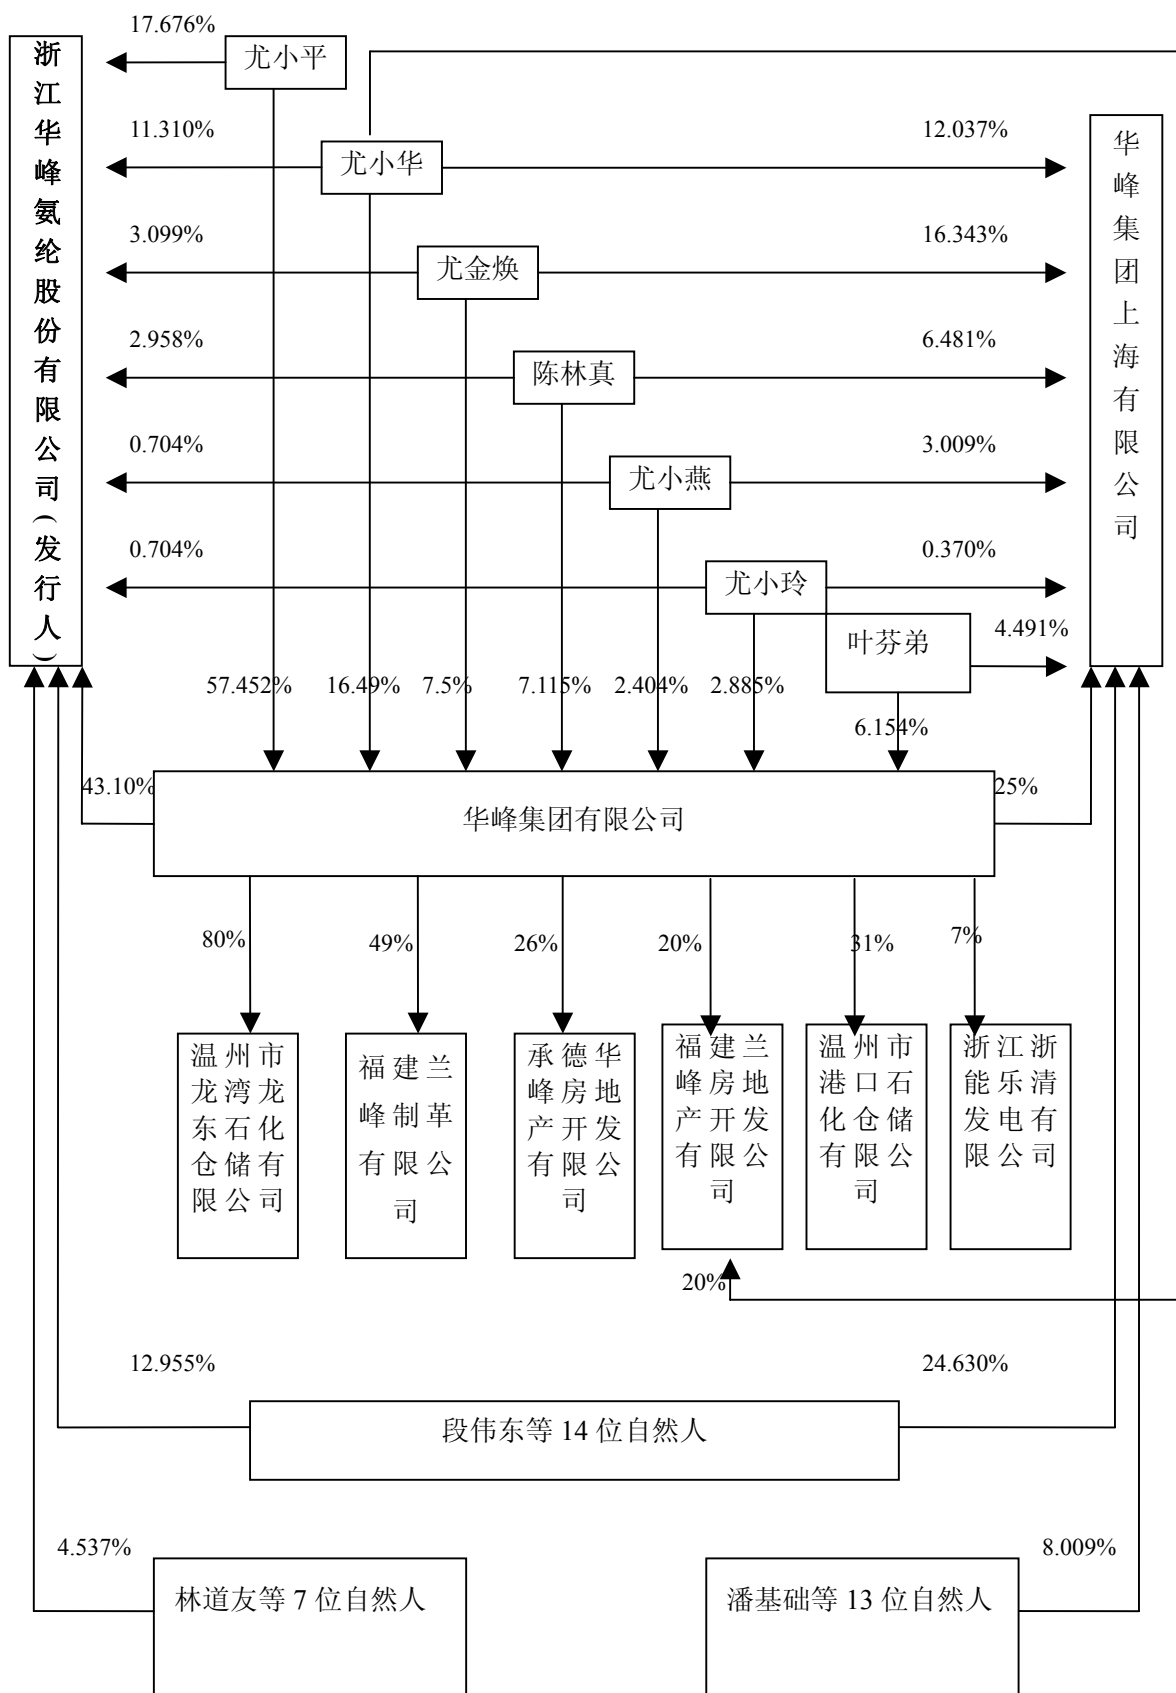 17.676%
尤小平
浙江华峰氨纶股份有限公司(发行人)
11.310%
尤小华
12.037%
华峰集团上海有限公司
3.099%
尤金焕
16.343%
2.958%
陈林真
6.481%
0.704%
尤小燕
3.009%
0.704%
尤小玲
0.370%
叶芬弟
4.491%
57.452%
16.49%
7.5%
7.115%
2.404%
2.885%
6.154%
43.10%
华峰集团有限公司
25%
80%
49%
26%
20%
31%
7%
温州市
龙湾龙
东石化
仓储有
限公司
福建兰
峰制革
有限公
司
承德华
峰房地
产开发
有限公
司
福建兰
峰房地
产开发
有限公
司
温州市
港口石
化仓储
有限公
司
浙江浙
能乐清
发电有
限公司
20%
12.955%
24.630%
段伟东等 14 位自然人
4.537%
8.009%
林道友等 7 位自然人
潘基础等 13 位自然人